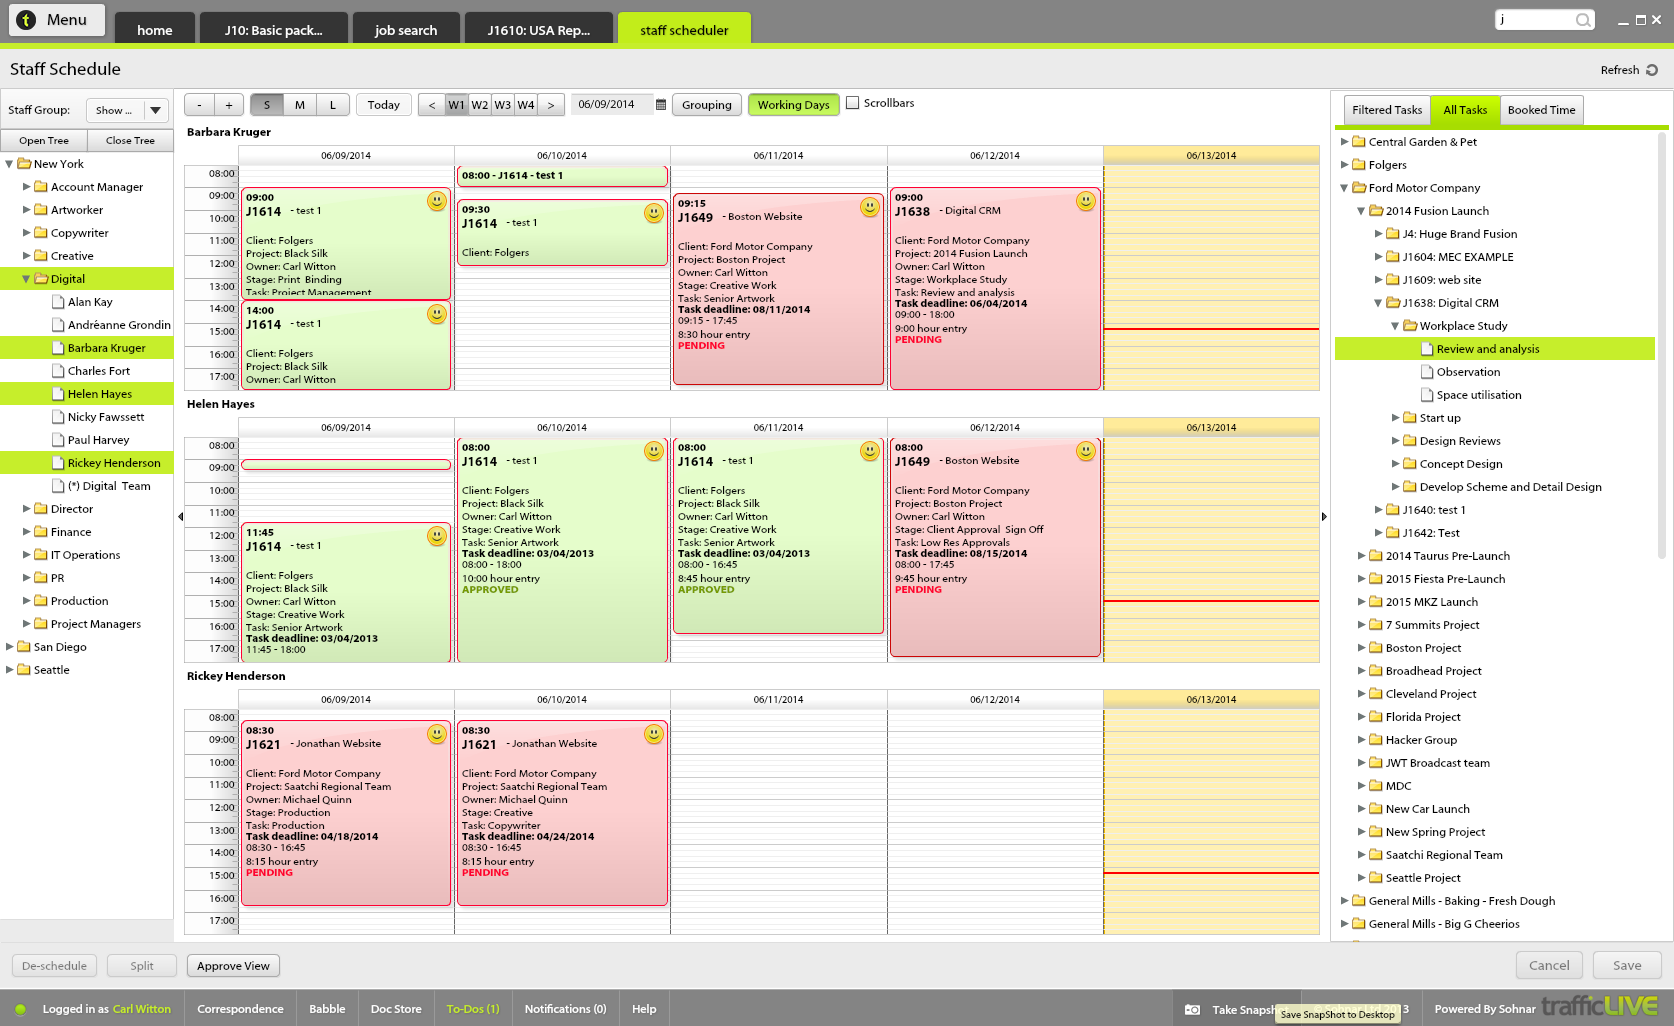 Menu
home
J10: Basic pack...
job search
J1610: USA Rep...
staff scheduler
j
Staff Schedule
Refresh
Staff Group:
Show ...
Open Tree
Close Tree
New York
Account Manager
Artworker
Copywriter
Creative
Digital
Alan Kay
Andréanne Grondin
Barbara Kruger
Charles Fort
Helen Hayes
Nicky Fawssett
Paul Harvey
Rickey Henderson
(*) Digital Team
Director
Finance
IT Operations
PR
Production
Project Managers
San Diego
Seattle
-
+
S
M
L
Today
<
W1
W2
W3
W4
>
06/09/2014
Grouping
Working Days
Scrollbars
Barbara Kruger
06/09/2014
06/10/2014
06/11/2014
06/12/2014
06/13/2014
08:00
09:00
10:00
11:00
12:00
13:00
14:00
15:00
16:00
17:00
09:00
J1614 - test 1
Client: Folgers
Project: Black Silk
Owner: Carl Witton
Stage: Print Binding
Task: Project Management
14:00
J1614 - test 1
Client: Folgers
Project: Black Silk
Owner: Carl Witton
08:00 - J1614 - test 1
09:30
J1614 - test 1
Client: Folgers
09:15
J1649 - Boston Website
Client: Ford Motor Company
Project: Boston Project
Owner: Carl Witton
Stage: Creative Work
Task: Senior Artwork
Task deadline: 08/11/2014
09:15 - 17:45
8:30 hour entry
PENDING
09:00
J1638 - Digital CRM
Client: Ford Motor Company
Project: 2014 Fusion Launch
Owner: Carl Witton
Stage: Workplace Study
Task: Review and analysis
Task deadline: 06/04/2014
09:00 - 18:00
9:00 hour entry
PENDING
Helen Hayes
06/09/2014
06/10/2014
06/11/2014
06/12/2014
06/13/2014
08:00
09:00
10:00
11:00
12:00
13:00
14:00
15:00
16:00
17:00
11:45
J1614 - test 1
Client: Folgers
Project: Black Silk
Owner: Carl Witton
Stage: Creative Work
Task: Senior Artwork
Task deadline: 03/04/2013
11:45 - 18:00
08:00
J1614 - test 1
Client: Folgers
Project: Black Silk
Owner: Carl Witton
Stage: Creative Work
Task: Senior Artwork
Task deadline: 03/04/2013
08:00 - 18:00
10:00 hour entry
APPROVED
08:00
J1614 - test 1
Client: Folgers
Project: Black Silk
Owner: Carl Witton
Stage: Creative Work
Task: Senior Artwork
Task deadline: 03/04/2013
08:00 - 16:45
8:45 hour entry
APPROVED
08:00
J1649 - Boston Website
Client: Ford Motor Company
Project: Boston Project
Owner: Carl Witton
Stage: Client Approval Sign Off
Task: Low Res Approvals
Task deadline: 08/15/2014
08:00 - 17:45
9:45 hour entry
PENDING
Rickey Henderson
06/09/2014
06/10/2014
06/11/2014
06/12/2014
06/13/2014
08:00
09:00
10:00
11:00
12:00
13:00
14:00
15:00
16:00
17:00
08:30
J1621 - Jonathan Website
Client: Ford Motor Company
Project: Saatchi Regional Team
Owner: Michael Quinn
Stage: Production
Task: Production
Task deadline: 04/18/2014
08:30 - 16:45
8:15 hour entry
PENDING
08:30
J1621 - Jonathan Website
Client: Ford Motor Company
Project: Saatchi Regional Team
Owner: Michael Quinn
Stage: Creative
Task: Copywriter
Task deadline: 04/24/2014
08:30 - 16:45
8:15 hour entry
PENDING
Filtered Tasks
All Tasks
Booked Time
Central Garden & Pet
Folgers
Ford Motor Company
2014 Fusion Launch
J4: Huge Brand Fusion
J1604: MEC EXAMPLE
J1609: web site
J1638: Digital CRM
Workplace Study
Review and analysis
Observation
Space utilisation
Start up
Design Reviews
Concept Design
Develop Scheme and Detail Design
J1640: test 1
J1642: Test
2014 Taurus Pre-Launch
2015 Fiesta Pre-Launch
2015 MKZ Launch
7 Summits Project
Boston Project
Broadhead Project
Cleveland Project
Florida Project
Hacker Group
JWT Broadcast team
MDC
New Car Launch
New Spring Project
Saatchi Regional Team
Seattle Project
General Mills - Baking - Fresh Dough
General Mills - Big G Cheerios
De-schedule
Split
Approve View
Cancel
Save
Logged in as Carl Witton
Correspondence
Babble
Doc Store
To-Dos (1)
Notifications (0)
Help
Take Snapsh
Save SnapShot to Desktop
Powered By Sohnar
trafficLIVE